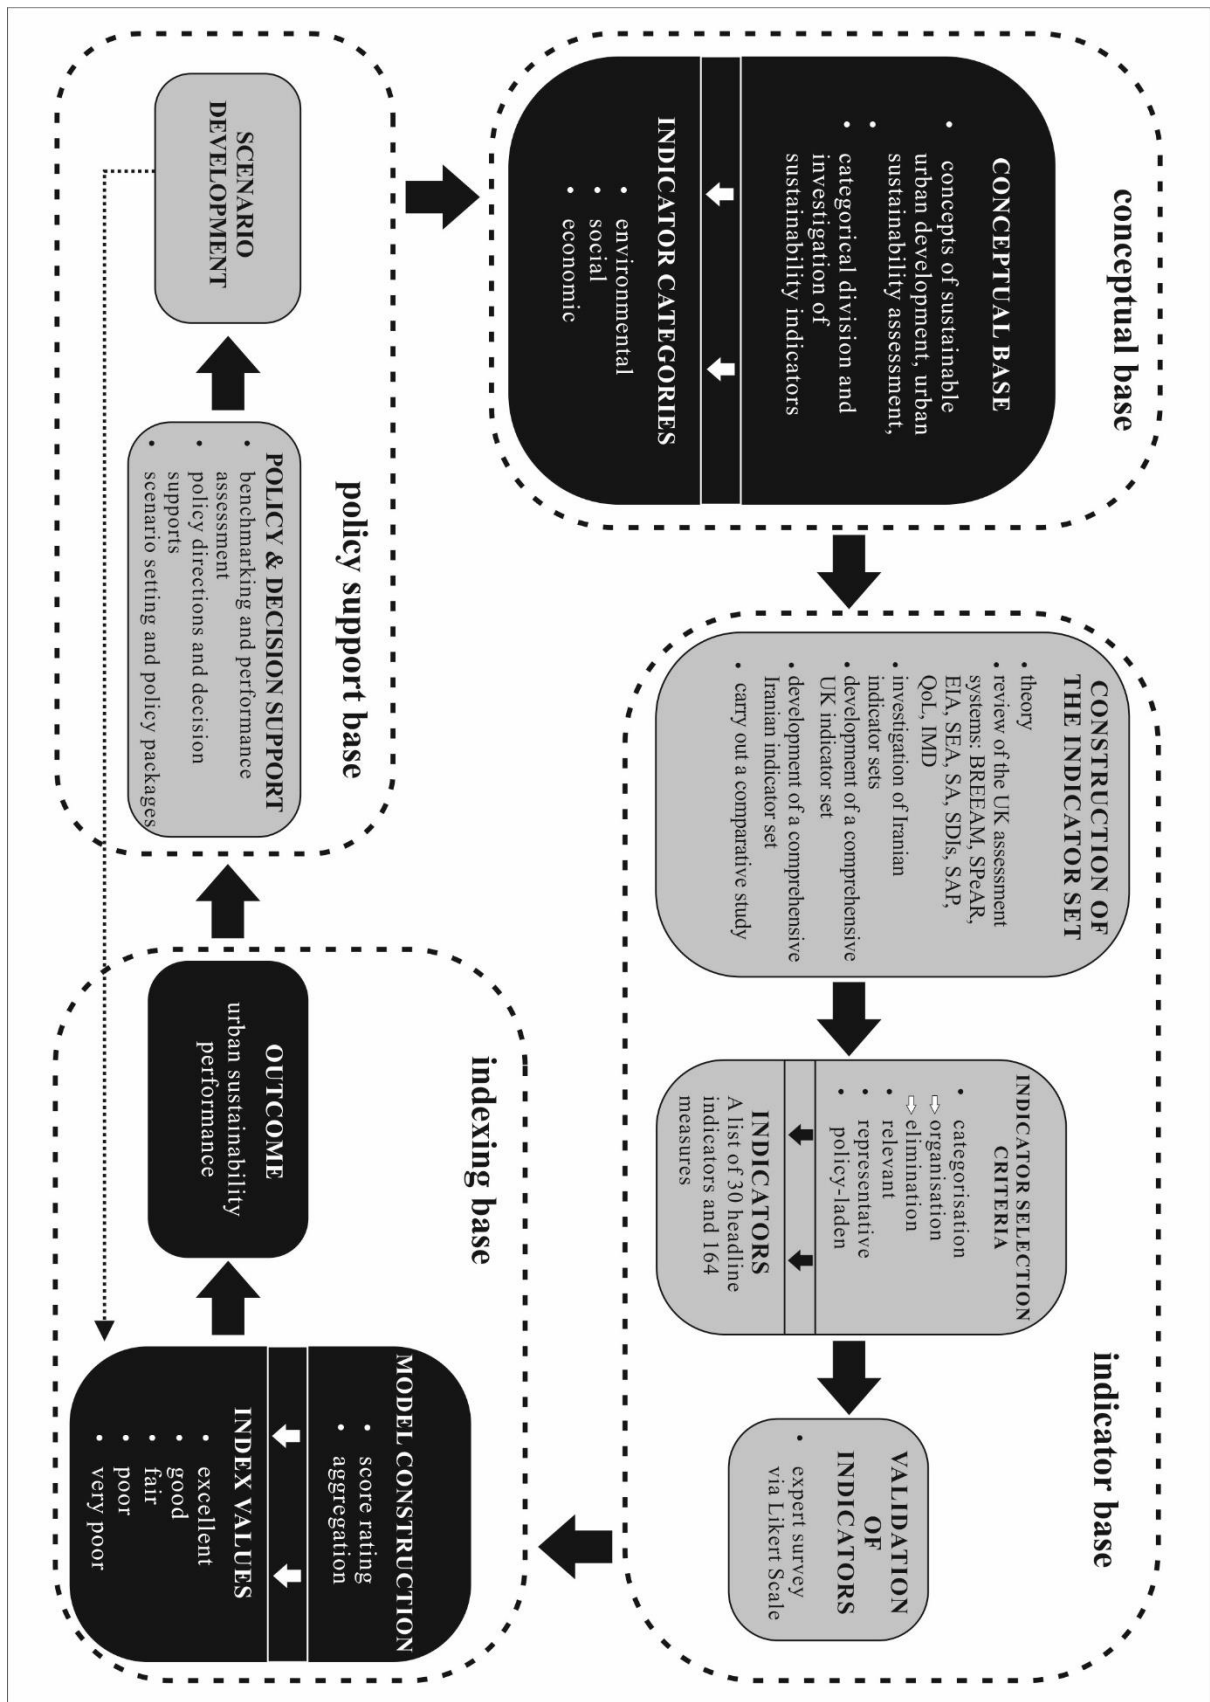 conceptual base
CONCEPTUAL BASE
• concepts of sustainable
urban development, urban
• sustainability assessment,
• categorical division and
investigation of
sustainability indicators
INDICATOR CATEGORIES
• environmental
• social
• economic
indicator base
CONSTRUCTION OF
THE INDICATOR SET
• theory
• review of the UK assessment
systems: BREEAM, SPeAR,
EIA, SEA, SA, SDIs, SAP,
QoL, IMD
• investigation of Iranian
indicator sets
• development of a comprehensive
UK indicator set
• development of a comprehensive
Iranian indicator set
• carry out a comparative study
INDICATOR SELECTION
CRITERIA
• categorisation
⇨ organisation
⇨ elimination
• relevant
• representative
• policy-laden
INDICATORS
A list of 30 headline
indicators and 164
measures
VALIDATION
OF
INDICATORS
• expert survey
via Likert Scale
indexing base
MODEL CONSTRUCTION
• score rating
• aggregation
INDEX VALUES
• excellent
• good
• fair
• poor
• very poor
OUTCOME
urban sustainability
performance
policy support base
POLICY & DECISION SUPPORT
• benchmarking and performance
assessment
• policy directions and decision
supports
• scenario setting and policy packages
SCENARIO
DEVELOPMENT